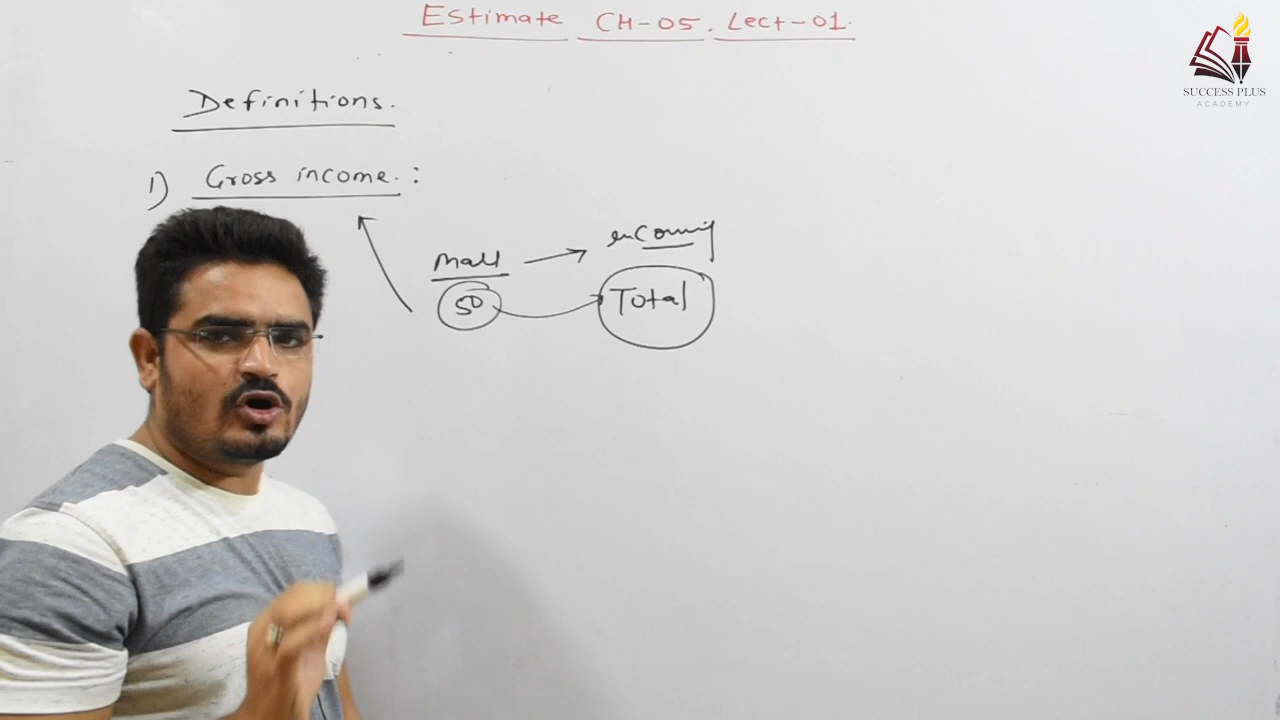 Estimate CH-05. Lect-01.
SUCCESS PLUS
ACADEMY
Definitions.
1) Gross income. :
Mall → incoming
50 Total